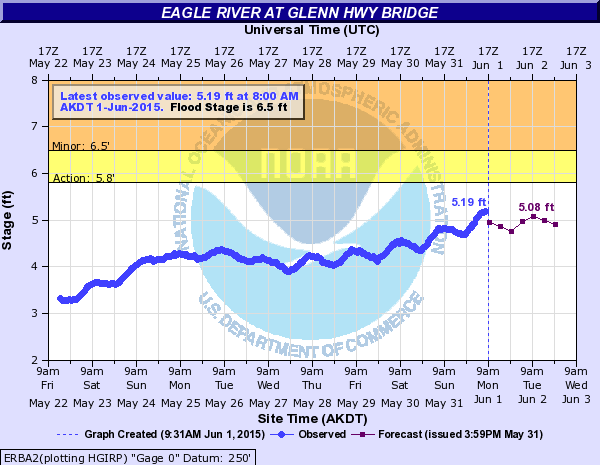 EAGLE RIVER AT GLENN HWY BRIDGE
Universal Time (UTC)
17Z 17Z 17Z 17Z 17Z 17Z 17Z 17Z 17Z 17Z 17Z 17Z 17Z
May 22 May 23 May 24 May 25 May 26 May 27 May 28 May 29 May 30 May 31 Jun 1 Jun 2 Jun 3
8
Latest observed value: 5.19 ft at 8:00 AM
AKDT 1-Jun-2015. Flood Stage is 6.5 ft
7
Minor: 6.5'
6
Action: 5.8'
5.19 ft
5.08 ft
5
4
3
2
Stage (ft)
NATIONAL OCEANIC AND ATMOSPHERIC ADMINISTRATION
NOAA
U.S. DEPARTMENT OF COMMERCE
9am 9am 9am 9am 9am 9am 9am 9am 9am 9am 9am 9am 9am
Fri Sat Sun Mon Tue Wed Thu Fri Sat Sun Mon Tue Wed
May 22 May 23 May 24 May 25 May 26 May 27 May 28 May 29 May 30 May 31 Jun 1 Jun 2 Jun 3
Site Time (AKDT)
Graph Created (9:31AM Jun 1, 2015) Observed Forecast (issued 3:59PM May 31)
ERBA2(plotting HGIRP) "Gage 0" Datum: 250'